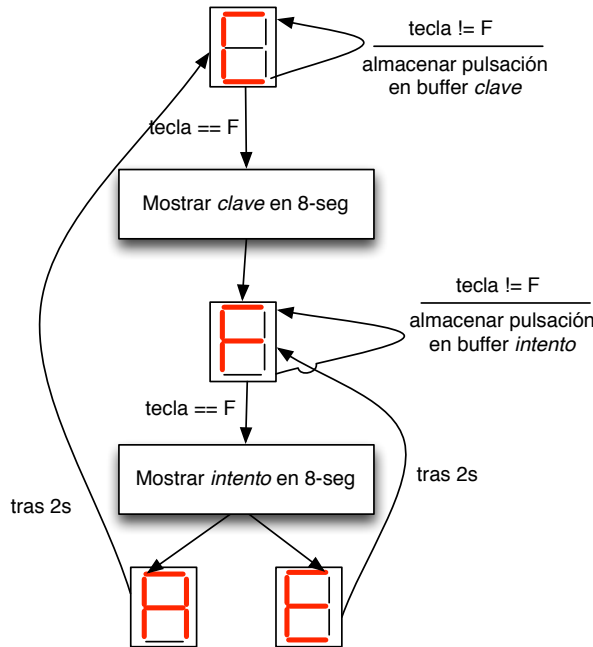 C
tecla != F
almacenar pulsación
en buffer clave
tecla == F
Mostrar clave en 8-seg
F
tecla != F
almacenar pulsación
en buffer intento
tecla == F
Mostrar intento en 8-seg
tras 2s
tras 2s
A
E